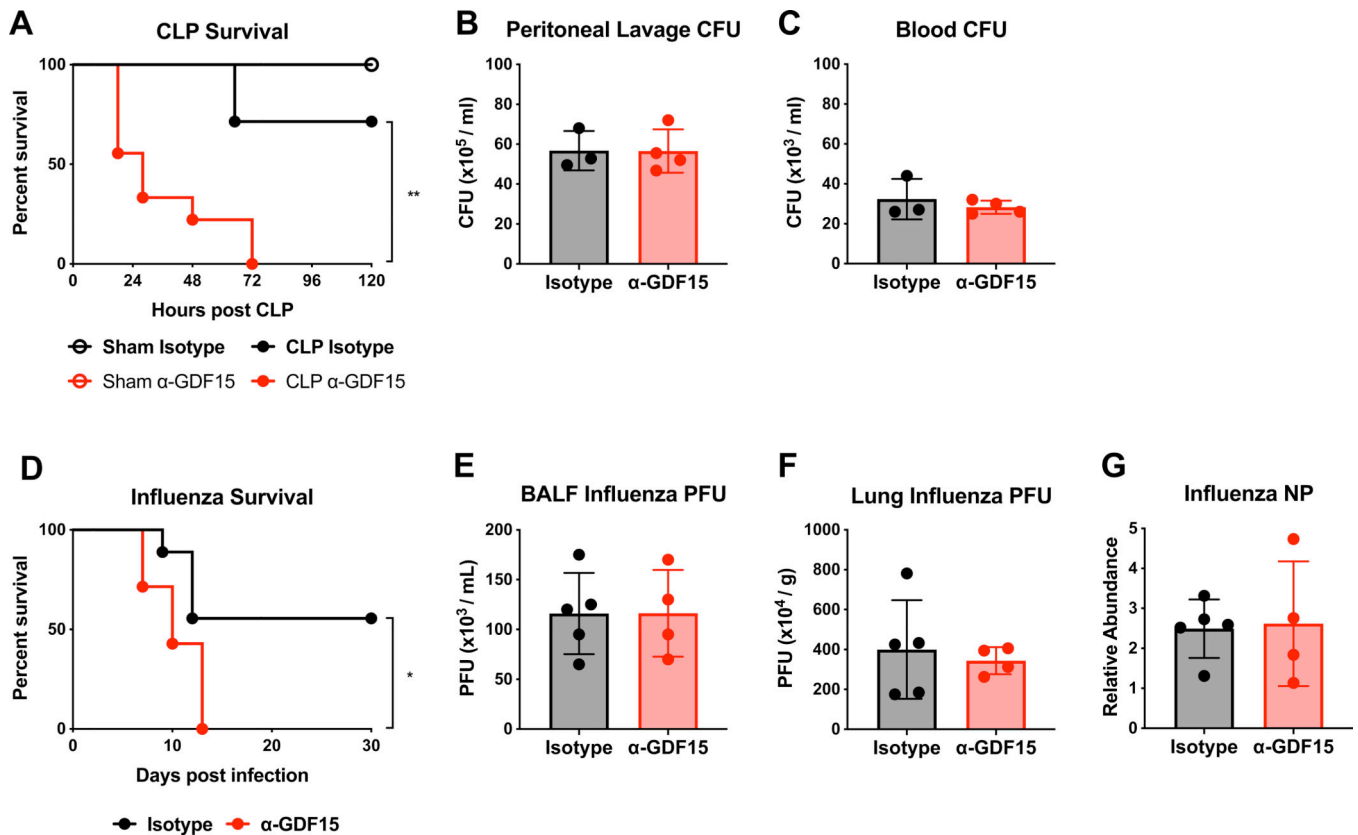 A
CLP Survival
Percent survival
100
50
0
0 24 48 72 96 120
**
Hours post CLP
Sham Isotype CLP Isotype
Sham α-GDF15 CLP α-GDF15
B
Peritoneal Lavage CFU
CFU (x10⁵ / ml)
100
80
60
40
20
0
Isotype α-GDF15
C
Blood CFU
CFU (x10³ / ml)
100
80
60
40
20
0
Isotype α-GDF15
D
Influenza Survival
Percent survival
100
50
0
0 10 20 30
*
Days post infection
Isotype α-GDF15
E
BALF Influenza PFU
PFU (x10³ / mL)
200
150
100
50
0
Isotype α-GDF15
F
Lung Influenza PFU
PFU (x10⁴ / g)
1000
800
600
400
200
0
Isotype α-GDF15
G
Influenza NP
Relative Abundance
5
4
3
2
1
0
Isotype α-GDF15